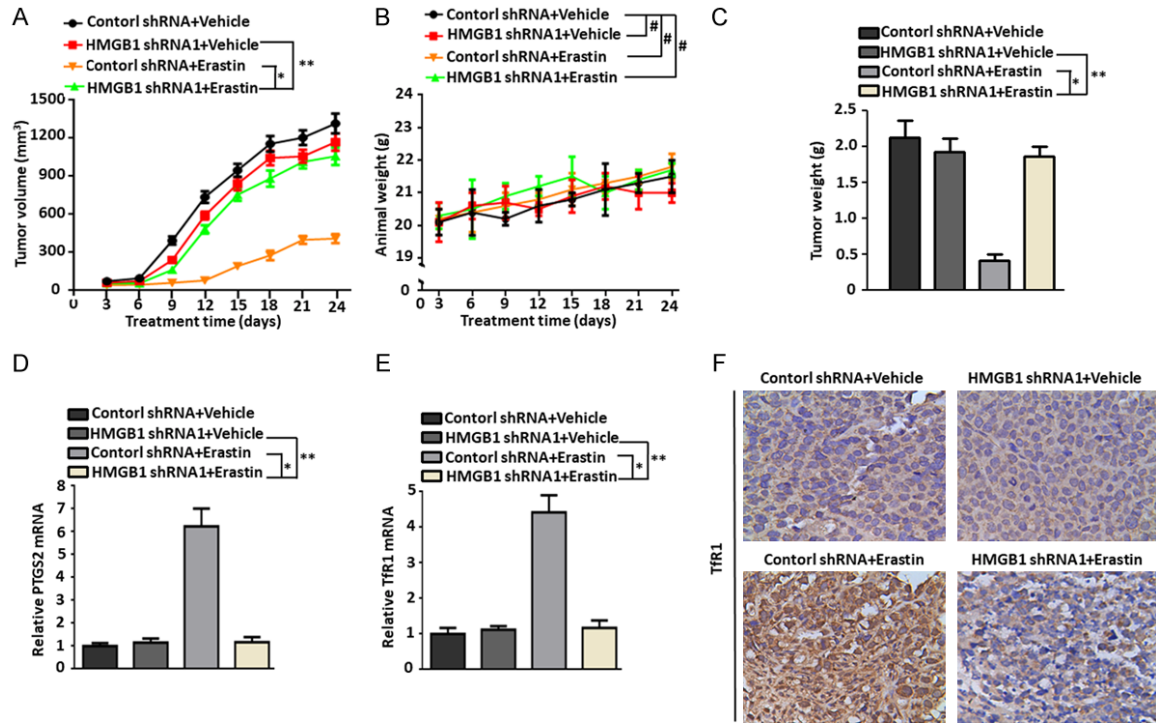 A
Contorl shRNA+Vehicle
HMGB1 shRNA1+Vehicle
Contorl shRNA+Erastin
HMGB1 shRNA1+Erastin
*
**
Tumor volume (mm³)
1500
1200
900
600
300
0
0 3 6 9 12 15 18 21 24
Treatment time (days)
B
Contorl shRNA+Vehicle
HMGB1 shRNA1+Vehicle
Contorl shRNA+Erastin
HMGB1 shRNA1+Erastin
# # #
Animal weight (g)
22
22
21
20
19
0
0 3 6 9 12 15 18 21 24
Treatment time (days)
C
Contorl shRNA+Vehicle
HMGB1 shRNA1+Vehicle
Contorl shRNA+Erastin
HMGB1 shRNA1+Erastin
*
**
Tumor weight (g)
2.5
2.0
1.5
1.0
0.5
0
D
Contorl shRNA+Vehicle
HMGB1 shRNA1+Vehicle
Contorl shRNA+Erastin
HMGB1 shRNA1+Erastin
*
**
Relative PTGS2 mRNA
8
7
6
5
4
3
2
1
0
E
Contorl shRNA+Vehicle
HMGB1 shRNA1+Vehicle
Contorl shRNA+Erastin
HMGB1 shRNA1+Erastin
*
**
Relative TfR1 mRNA
5
4
3
2
1
0
F
Contorl shRNA+Vehicle
HMGB1 shRNA1+Vehicle
Contorl shRNA+Erastin
HMGB1 shRNA1+Erastin
TfR1